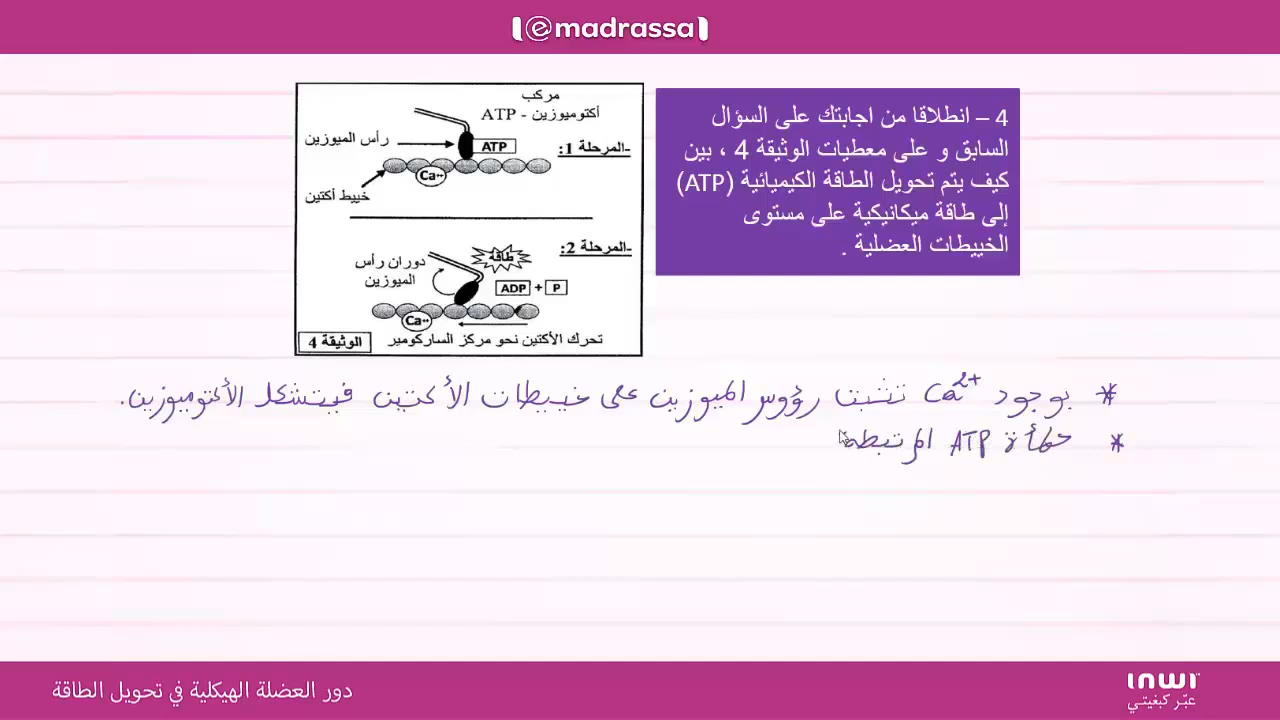 (e madrassa)
4 – انطلاقا من اجابتك على السؤال
السابق و على معطيات الوثيقة 4 ، بين
كيف يتم تحويل الطاقة الكيميائية (ATP)
إلى طاقة ميكانيكية على مستوى
الخييطات العضلية .
مركب
أكتوميوزين - ATP
رأس الميوزين
ATP
-المرحلة 1:
Ca++
خييط أكتين
-المرحلة 2:
طاقة
دوران رأس
الميوزين
ADP + P
Ca++
تحرك الأكتين نحو مركز الساركومير
الوثيقة 4
* بوجود Ca2+ تتثبت رؤوس الميوزين على خييطات الأكتين فيتشكل الأكتوميوزين.
* حلمأة ATP المرتبطة
دور العضلة الهيكلية في تحويل الطاقة
inwi
عبّر كبغيتي